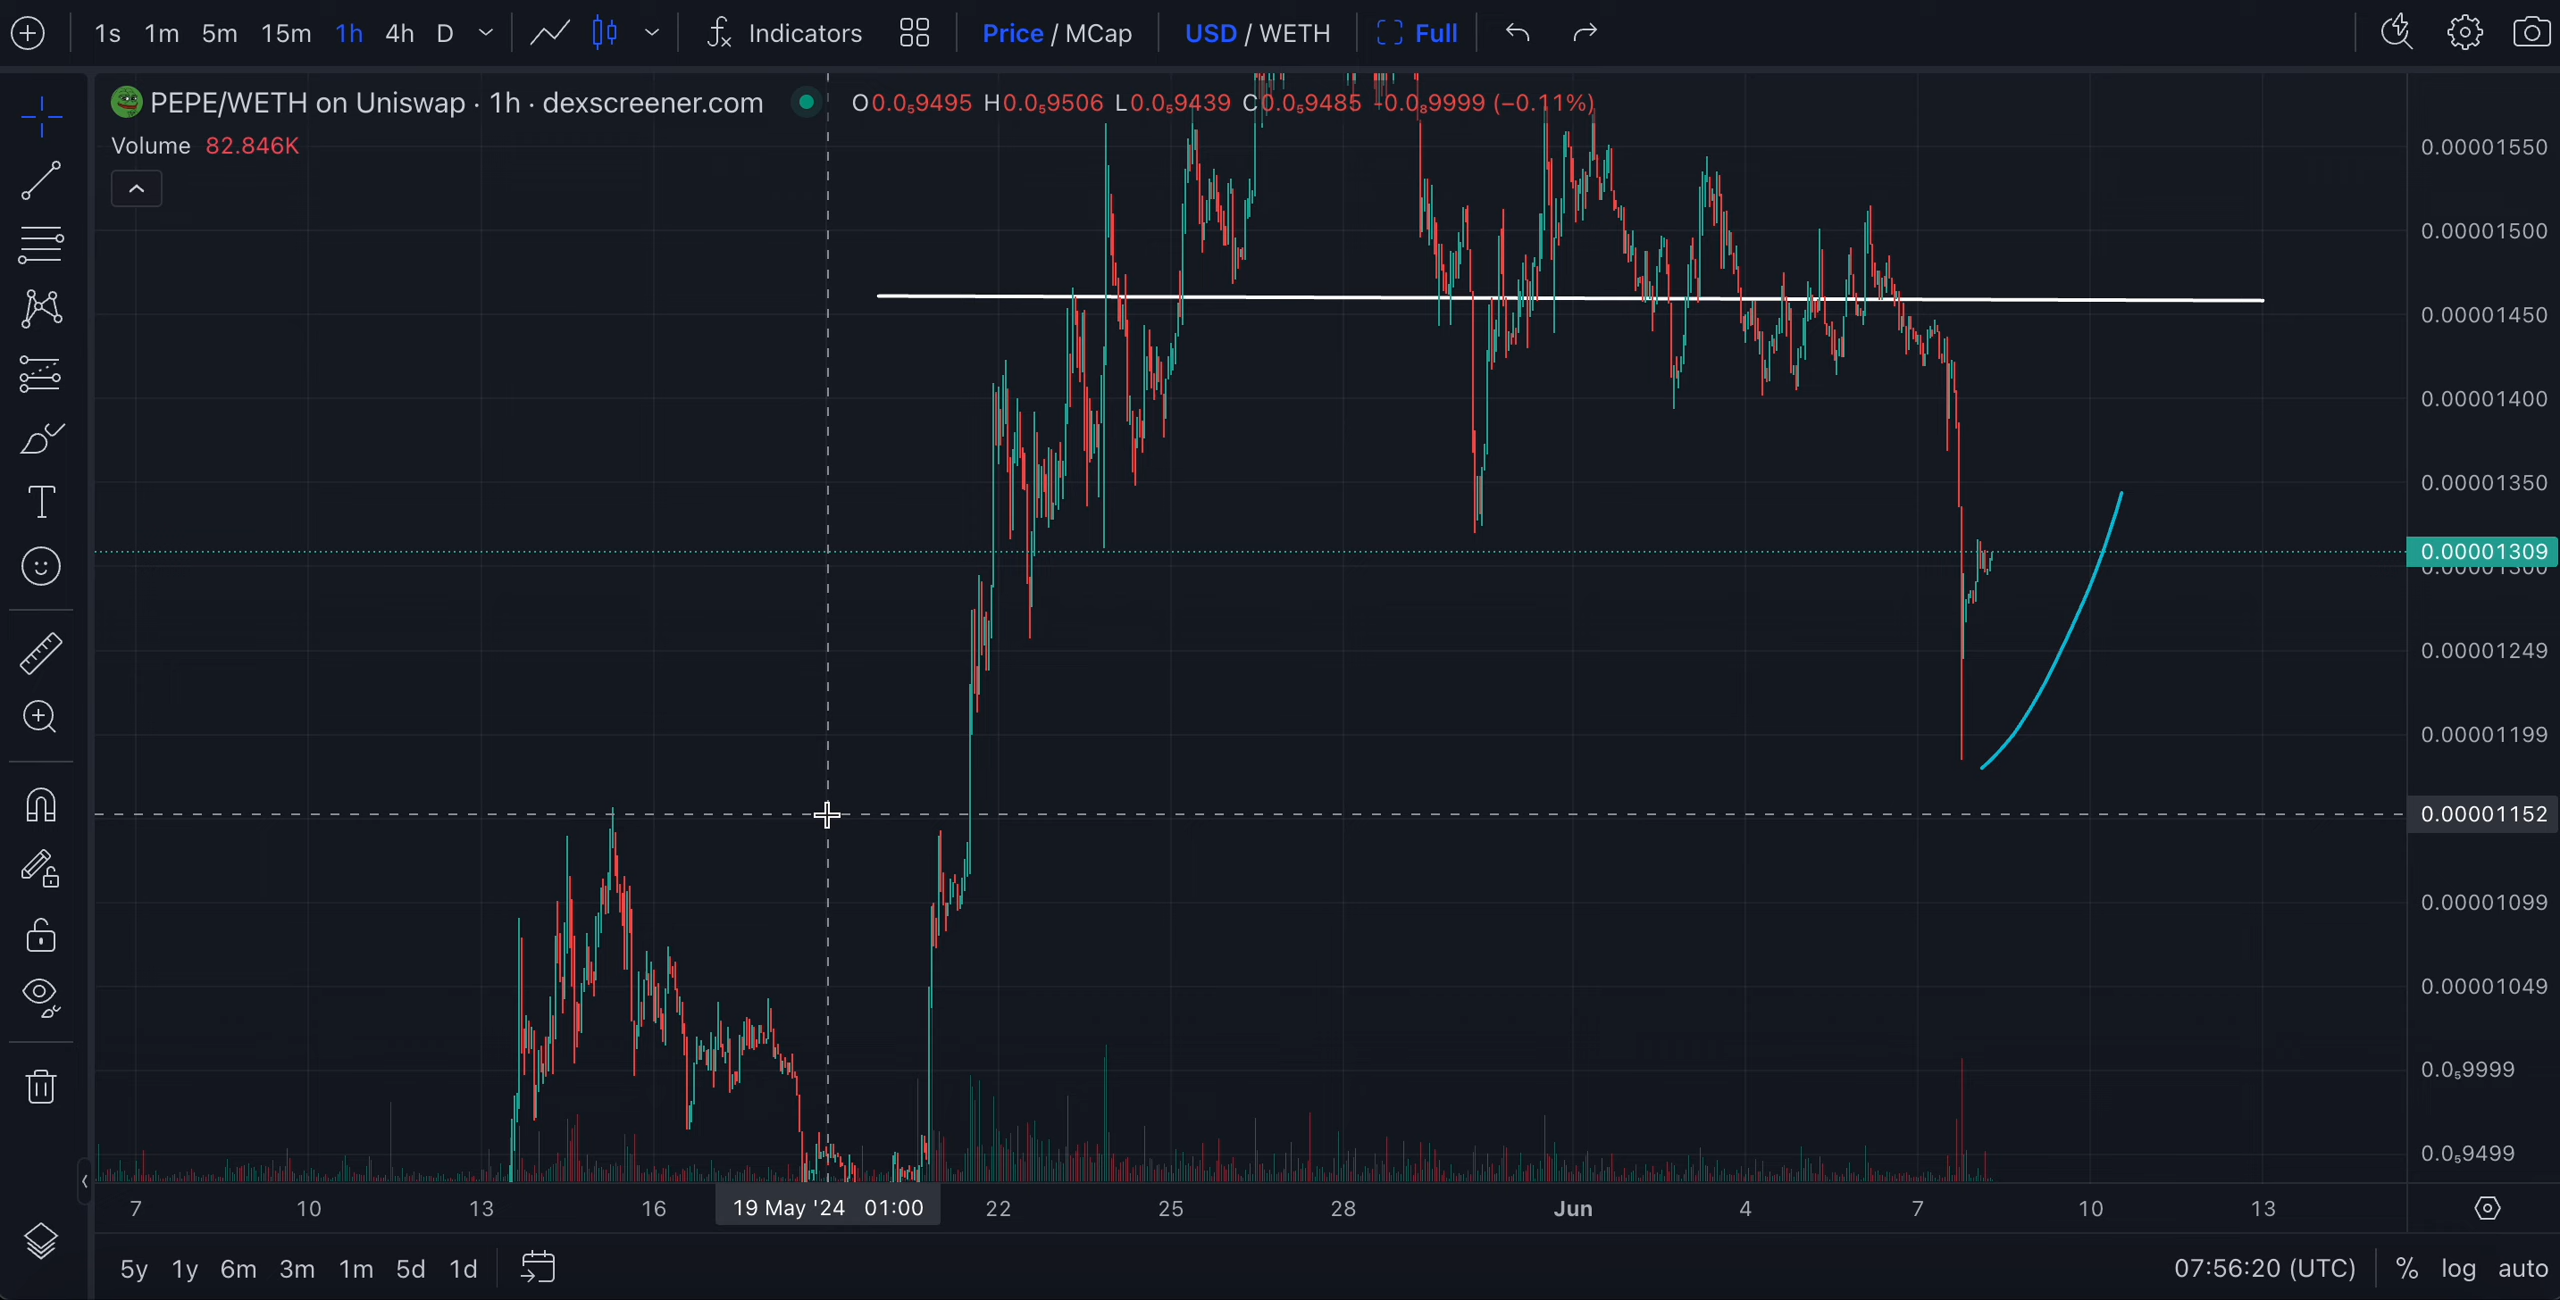 1s 1m 5m 15m 1h 4h D Indicators Price / MCap USD / WETH Full
PEPE/WETH on Uniswap · 1h · dexscreener.com O0.0₅9495 H0.0₅9506 L0.0₅9439 C0.0₅9485 −0.0₈9999 (−0.11%)
Volume 82.846K
0.00001550
0.00001500
0.00001450
0.00001400
0.00001350
0.00001309
0.00001300
0.00001249
0.00001199
0.00001152
0.00001099
0.00001049
0.0₅9999
0.0₅9499
7 10 13 16 19 May '24 01:00 22 25 28 Jun 4 7 10 13
5y 1y 6m 3m 1m 5d 1d 07:56:20 (UTC) % log auto